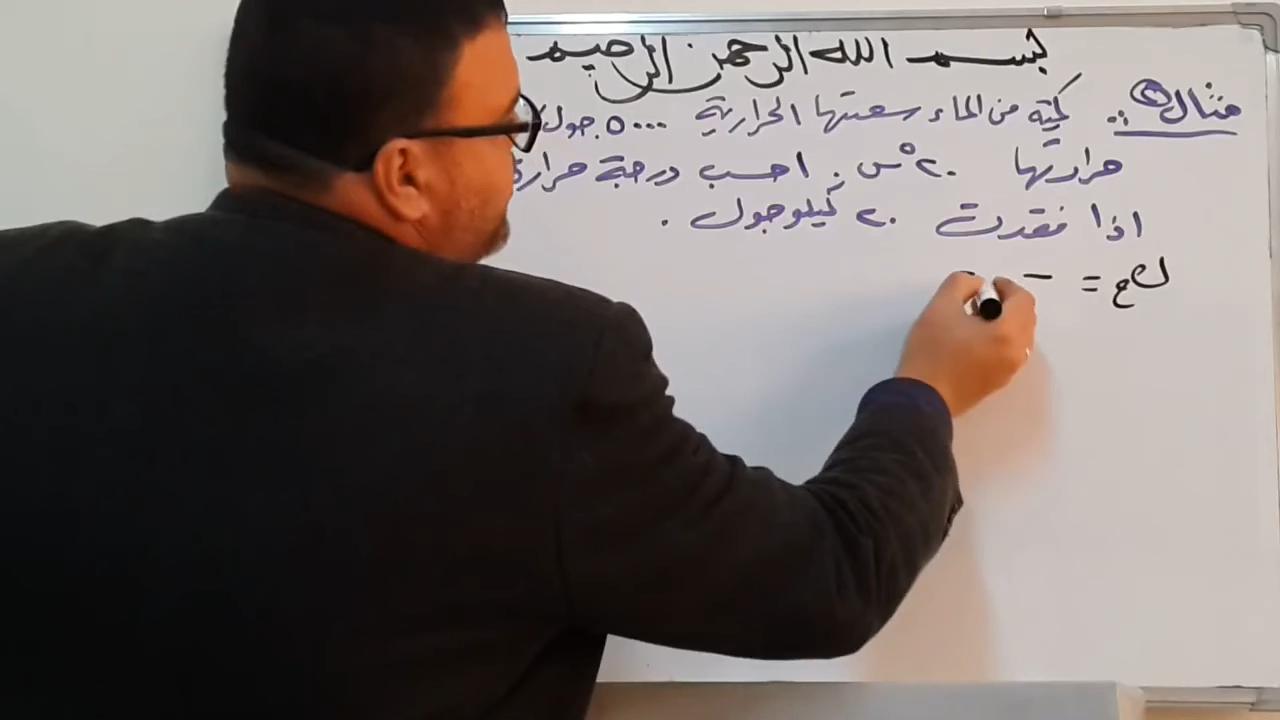 بسم الله الرحمن الرحيم
مثال ٢ :. كمية من الماء سعتها الحرارية ٥٠٠٠ جول/
حرارتها ٢٠ °س . احسب درجة حرارة
اذا فقدت ٢٠ كيلوجول .
ك ح = –